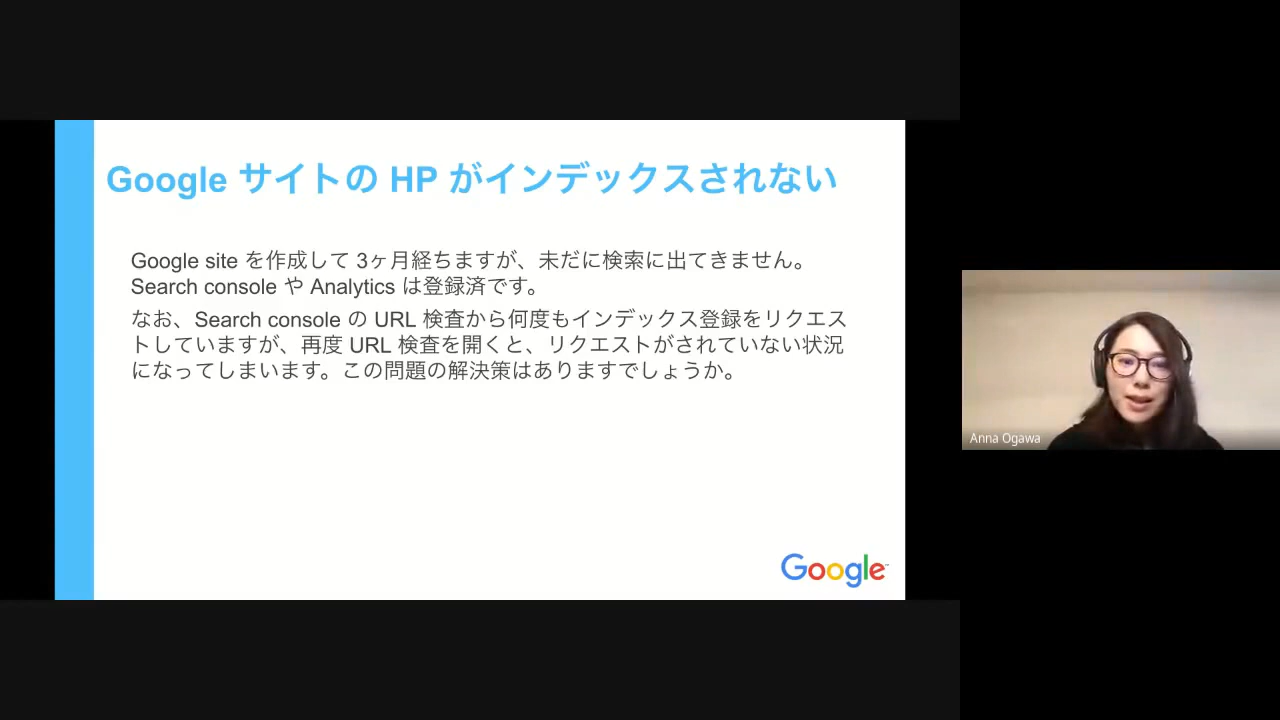 Google サイトの HP がインデックスされない
Google site を作成して 3ヶ月経ちますが、未だに検索に出てきません。
Search console や Analytics は登録済です。
なお、Search console の URL 検査から何度もインデックス登録をリクエス
トしていますが、再度 URL 検査を開くと、リクエストがされていない状況
になってしまいます。この問題の解決策はありますでしょうか。
Google
Anna Ogawa